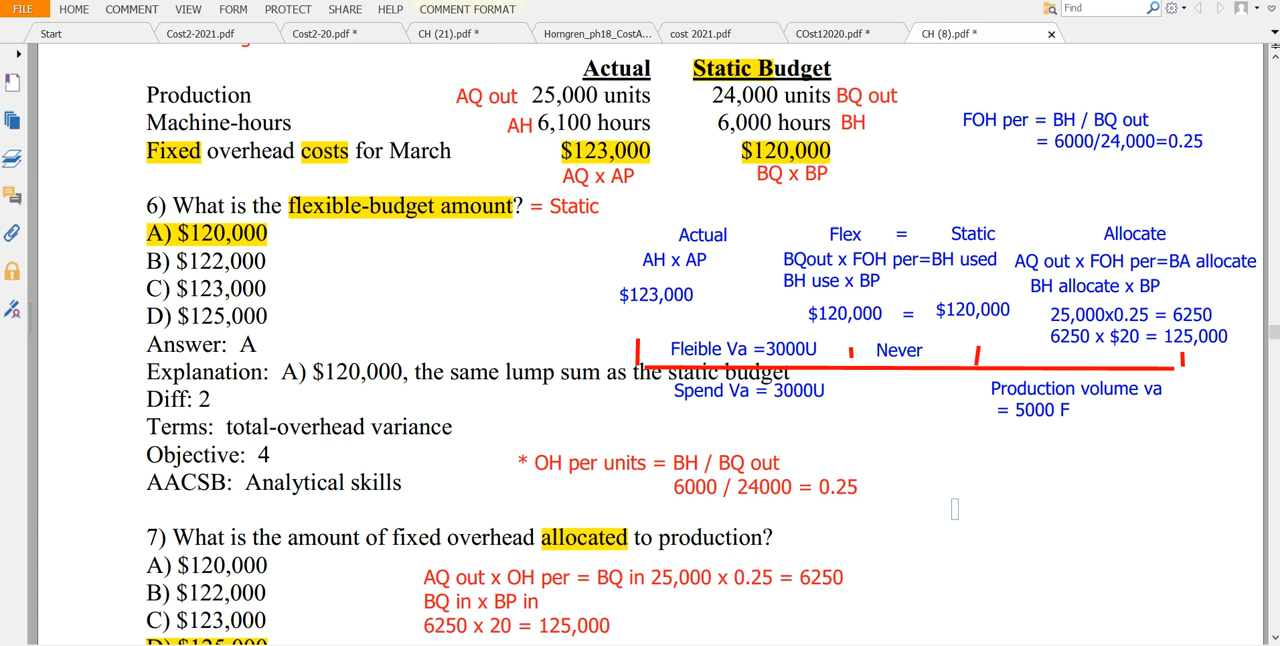 FILE HOME COMMENT VIEW FORM PROTECT SHARE HELP COMMENT FORMAT Find
Start Cost2-2021.pdf Cost2-20.pdf * CH (21).pdf * Horngren_ph18_CostA... cost 2021.pdf COst12020.pdf * CH (8).pdf *
Actual Static Budget
Production AQ out 25,000 units 24,000 units BQ out
Machine-hours AH 6,100 hours 6,000 hours BH
FOH per = BH / BQ out
= 6000/24,000=0.25
Fixed overhead costs for March $123,000 $120,000
AQ x AP BQ x BP
6) What is the flexible-budget amount? = Static
A) $120,000
B) $122,000
C) $123,000
D) $125,000
Answer: A
Explanation: A) $120,000, the same lump sum as the static budget
Diff: 2
Terms: total-overhead variance
Objective: 4
AACSB: Analytical skills
Actual Flex = Static Allocate
AH x AP BQout x FOH per=BH used AQ out x FOH per=BA allocate
BH use x BP BH allocate x BP
$123,000 $120,000 = $120,000 25,000x0.25 = 6250
6250 x $20 = 125,000
Fleible Va =3000U Never
Spend Va = 3000U Production volume va
= 5000 F
* OH per units = BH / BQ out
6000 / 24000 = 0.25
7) What is the amount of fixed overhead allocated to production?
A) $120,000
B) $122,000
C) $123,000
D) $125,000
AQ out x OH per = BQ in 25,000 x 0.25 = 6250
BQ in x BP in
6250 x 20 = 125,000